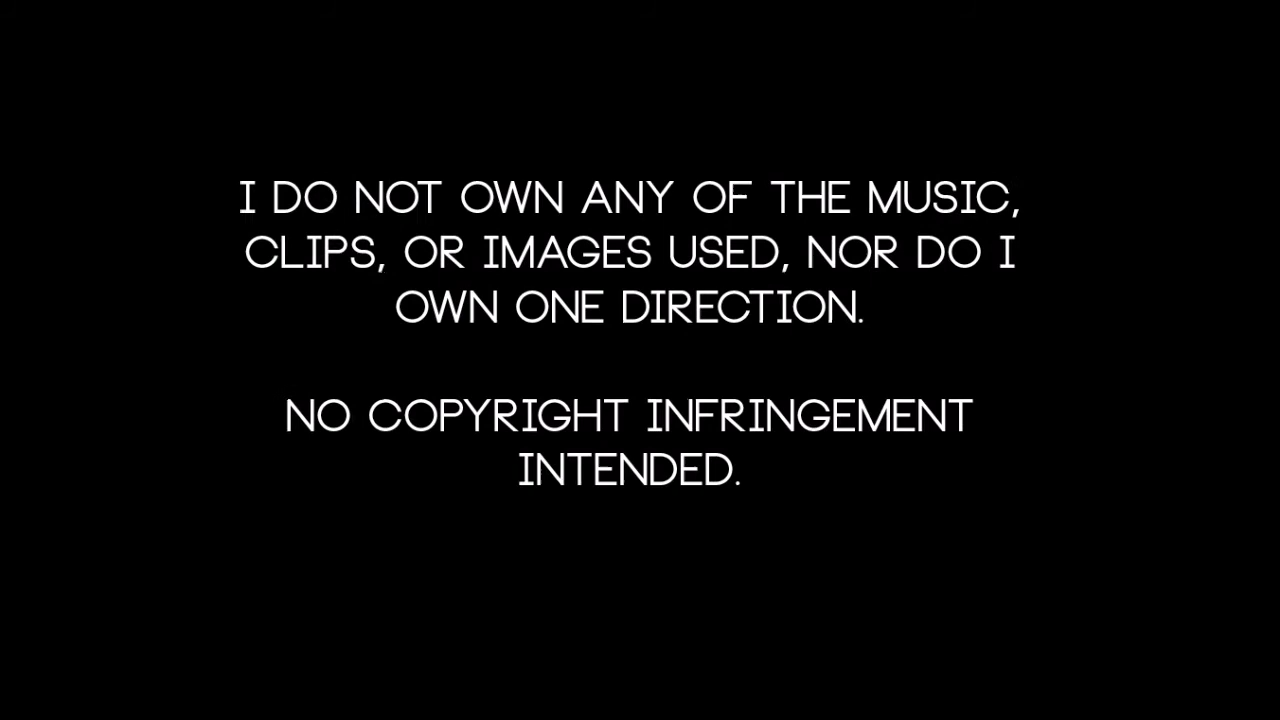 I DO NOT OWN ANY OF THE MUSIC,
CLIPS, OR IMAGES USED, NOR DO I
OWN ONE DIRECTION.
NO COPYRIGHT INFRINGEMENT
INTENDED.